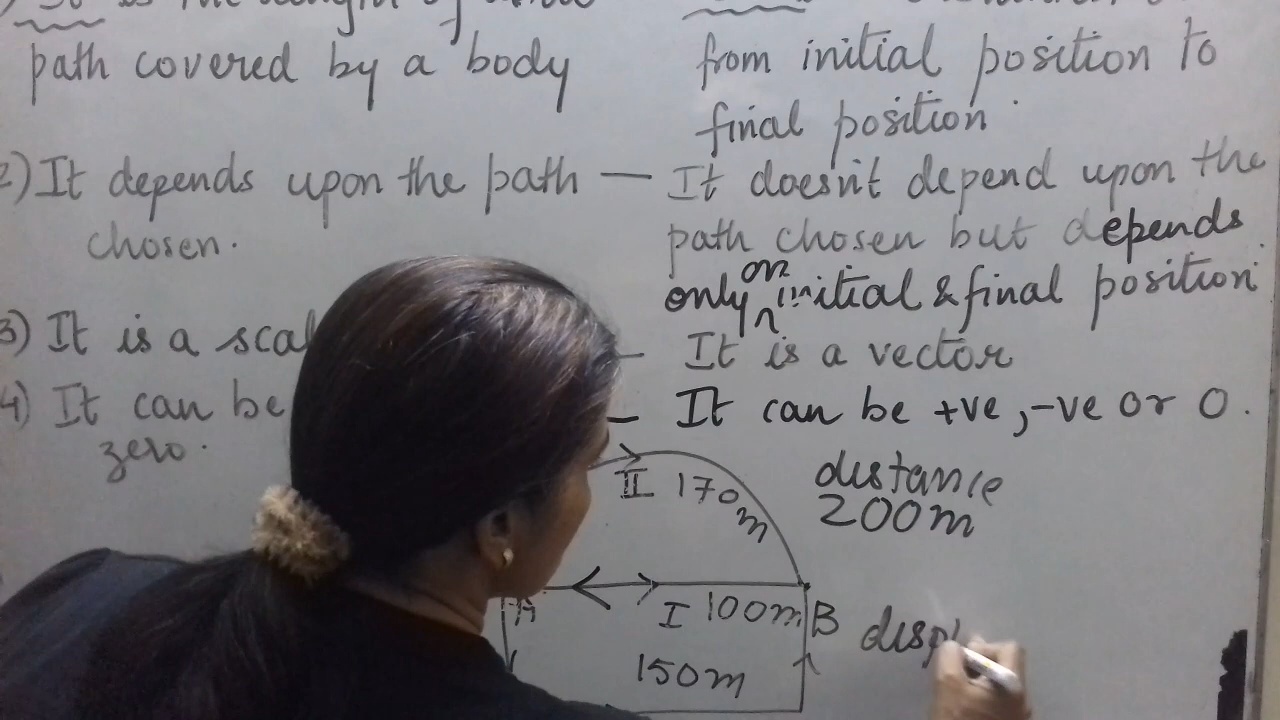 path covered by a body
from initial position to
final position.
2) It depends upon the path —
chosen.
It doesn't depend upon the
path chosen but depends
only on initial & final position
3) It is a
— It is a vector
4) It can be
zero.
— It can be +ve, -ve or 0.
II 170m
distance
200m
A
I 100m B
150m